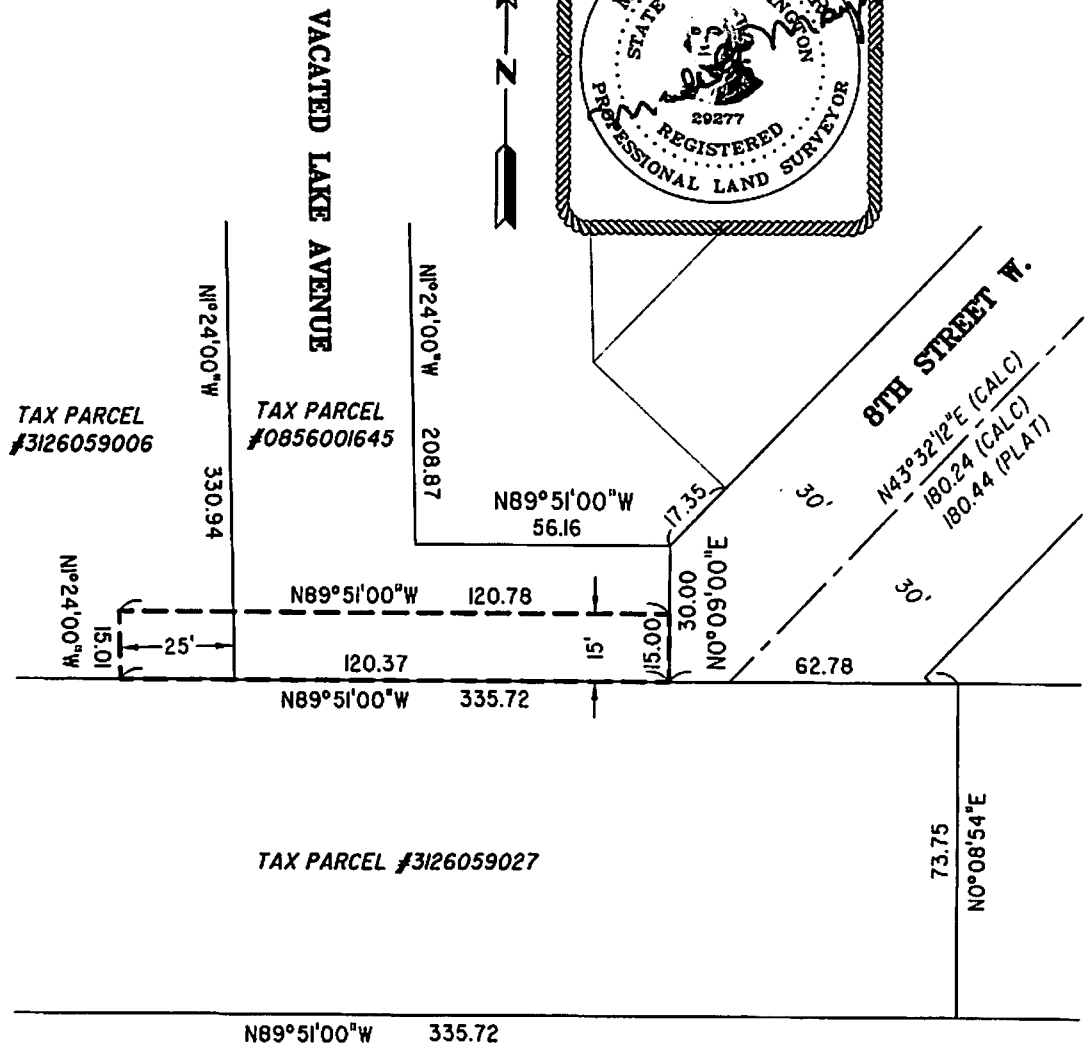 VACATED LAKE AVENUE
N
STATE
29277
REGISTERED
PROFESSIONAL LAND SURVEYOR
8TH STREET W.
N43°32'12"E (CALC)
180.24 (CALC)
180.44 (PLAT)
30'
30'
N1°24'00"W
330.94
N1°24'00"W
208.87
TAX PARCEL
#3126059006
TAX PARCEL
#0856001645
N89°51'00"W
56.16
17.35
30.00
N0°09'00"E
N1°24'00"W
15.01
25'
N89°51'00"W 120.78
15'
15.00
120.37
62.78
N89°51'00"W 335.72
TAX PARCEL #3126059027
73.75
N0°08'54"E
N89°51'00"W 335.72